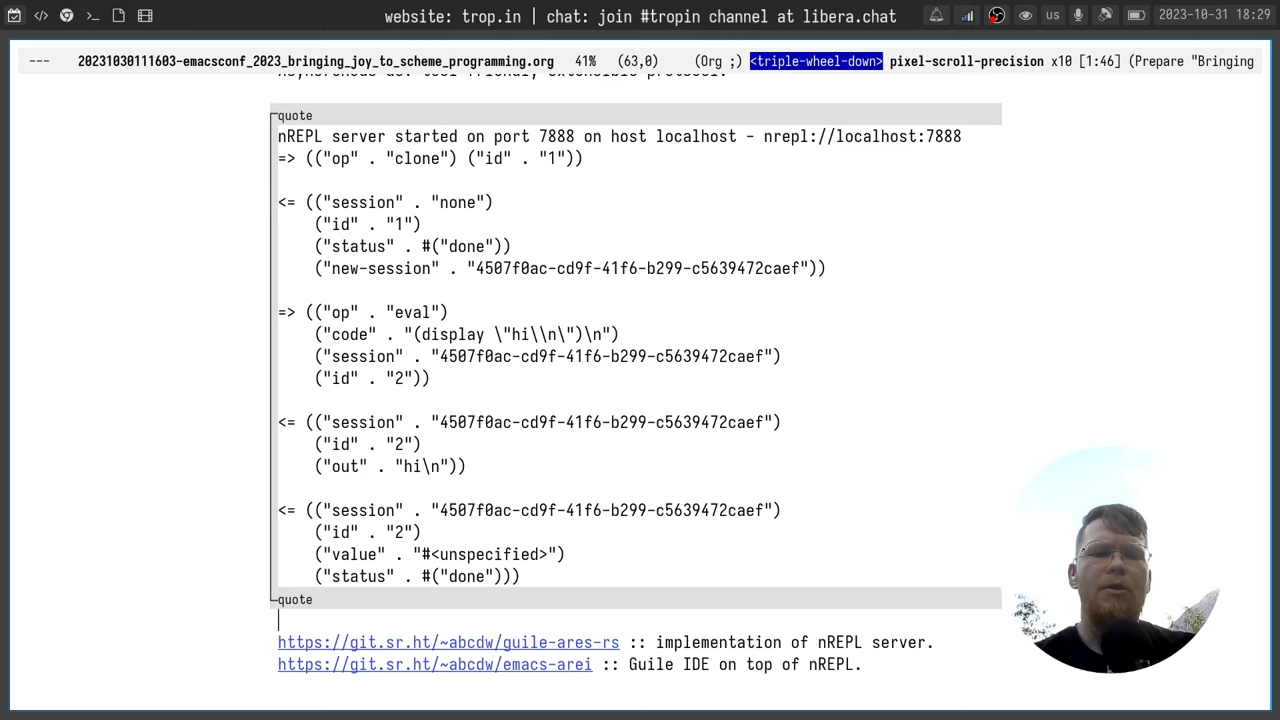 website: trop.in | chat: join #tropin channel at libera.chat
us
2023-10-31 18:29
--- 20231030111603-emacsconf_2023_bringing_joy_to_scheme_programming.org 41% (63,0) (Org ;) <triple-wheel-down> pixel-scroll-precision x10 [1:46] (Prepare "Bringing
quote
nREPL server started on port 7888 on host localhost - nrepl://localhost:7888
=> (("op" . "clone") ("id" . "1"))
<= (("session" . "none")
("id" . "1")
("status" . #("done"))
("new-session" . "4507f0ac-cd9f-41f6-b299-c5639472caef"))
=> (("op" . "eval")
("code" . "(display \"hi\\n\")\n")
("session" . "4507f0ac-cd9f-41f6-b299-c5639472caef")
("id" . "2"))
<= (("session" . "4507f0ac-cd9f-41f6-b299-c5639472caef")
("id" . "2")
("out" . "hi\n"))
<= (("session" . "4507f0ac-cd9f-41f6-b299-c5639472caef")
("id" . "2")
("value" . "#<unspecified>")
("status" . #("done")))
quote
https://git.sr.ht/~abcdw/guile-ares-rs :: implementation of nREPL server.
https://git.sr.ht/~abcdw/emacs-arei :: Guile IDE on top of nREPL.